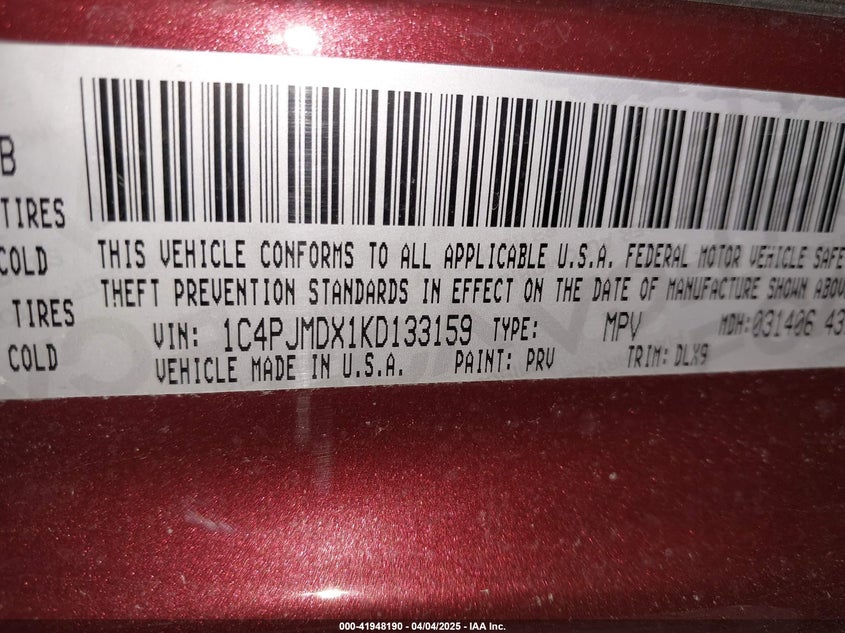 B
TIRES
COLD
TIRES
COLD
THIS VEHICLE CONFORMS TO ALL APPLICABLE U.S.A. FEDERAL MOTOR VEHICLE SAFE
THEFT PREVENTION STANDARDS IN EFFECT ON THE DATE OF MANUFACTURE SHOWN ABOV
VIN: 1C4PJMDX1KD133159 TYPE: MPV MDH: 031406 43
VEHICLE MADE IN U.S.A. PAINT: PRV TRIM: DLX9
000-41948190 - 04/04/2025 - IAA Inc.